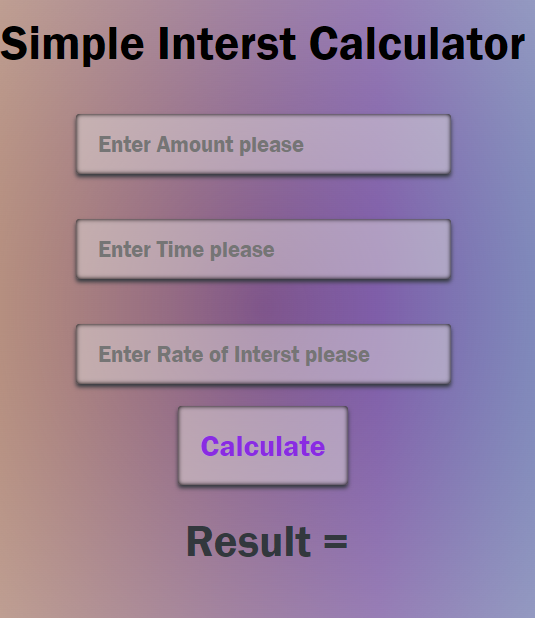 Simple Interst Calculator
Enter Amount please
Enter Time please
Enter Rate of Interst please
Calculate
Result =